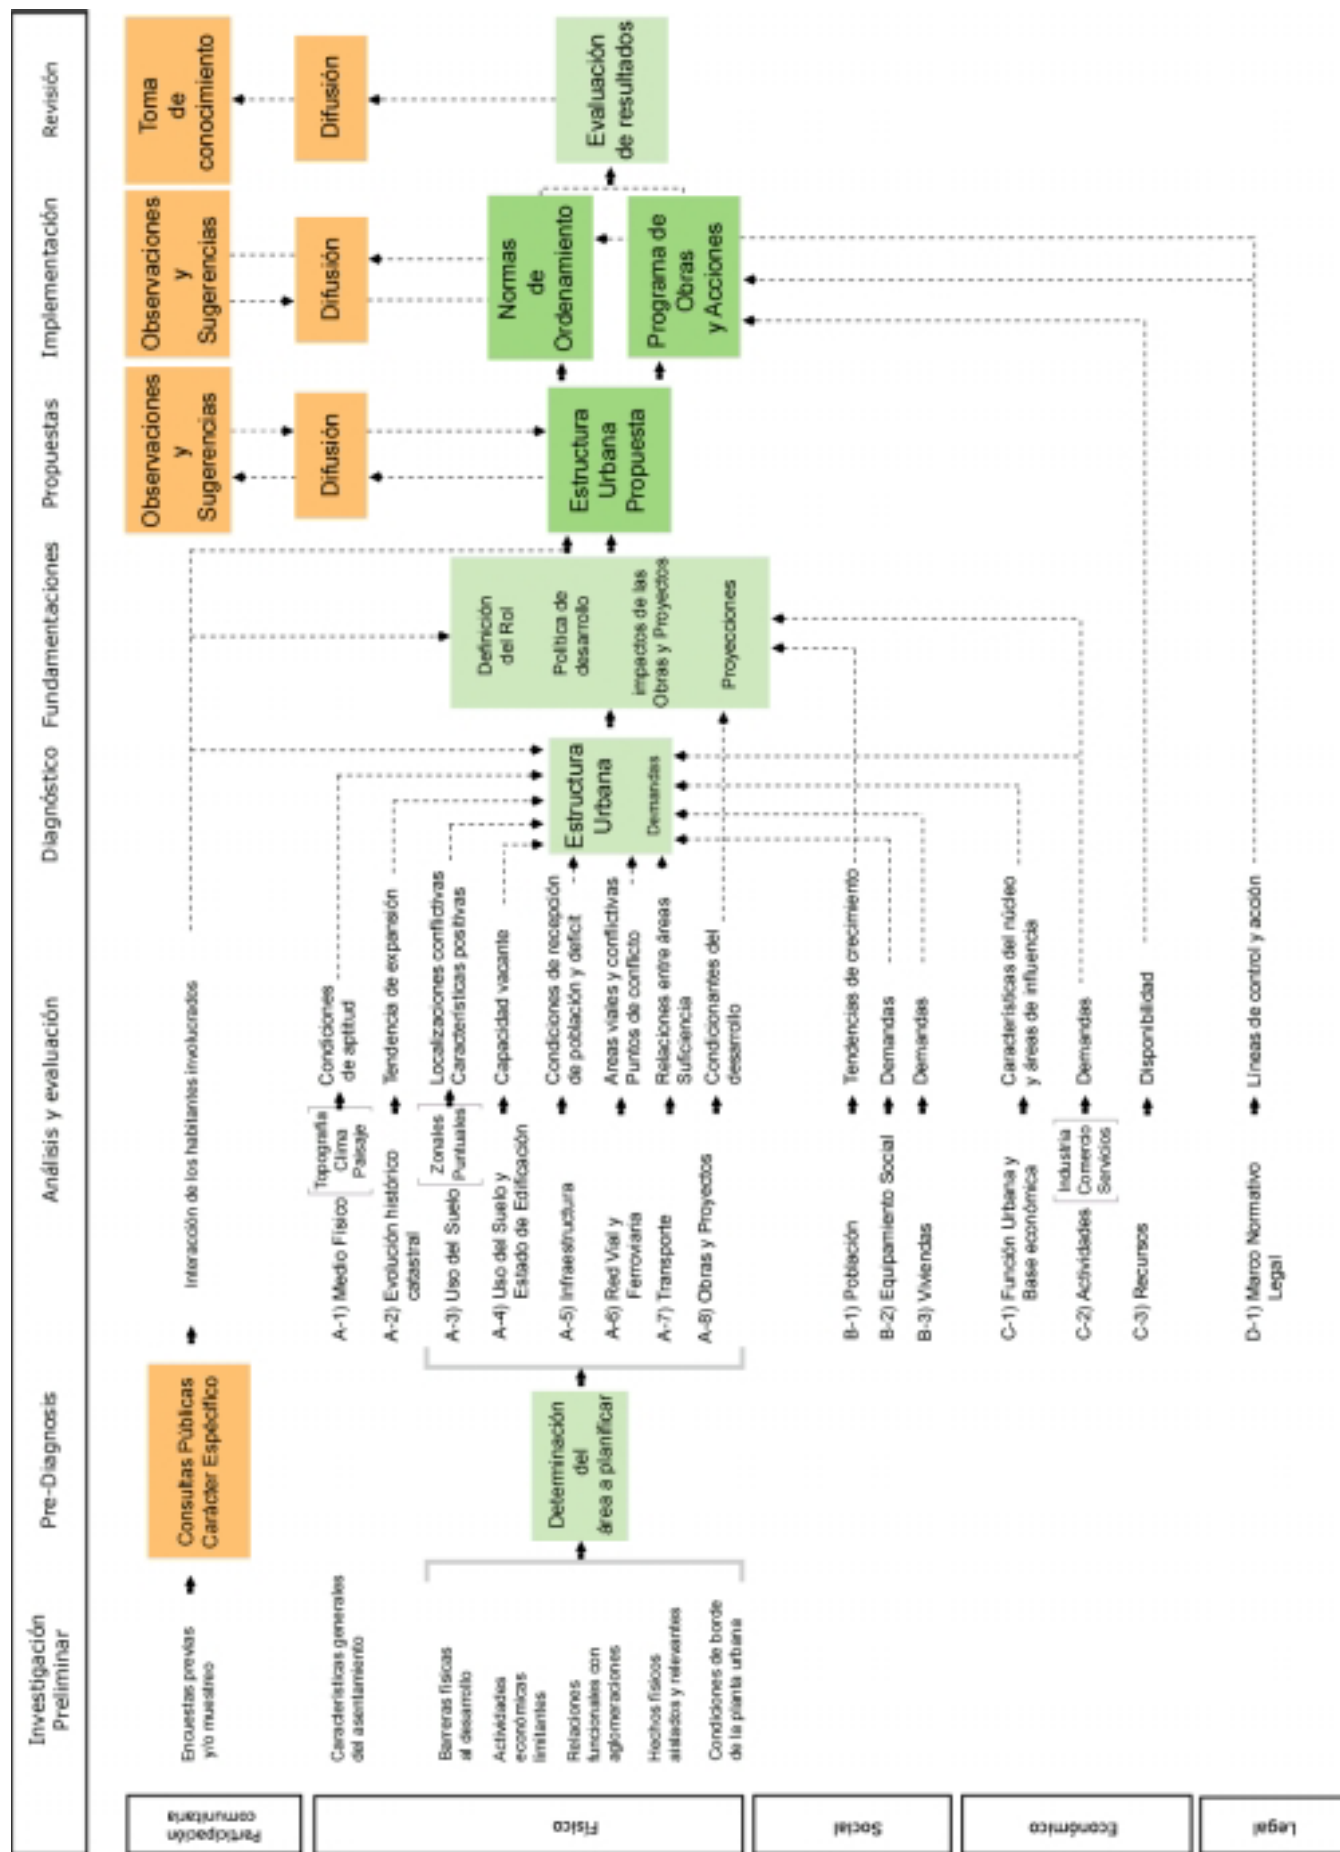 Investigación
Preliminar
Pre-Diagnosis
Análisis y evaluación
Diagnóstico
Fundamentaciones
Propuestas
Implementación
Revisión
Participación
comunitaria
Encuestas previas
y/o muestreo
Consultas Públicas
Carácter Específico
Interacción de los habitantes involucrados
Observaciones
y
Sugerencias
Difusión
Observaciones
y
Sugerencias
Difusión
Toma
de
conocimiento
Difusión
Físico
Características generales
del asentamiento
Barreras físicas
al desarrollo
Actividades
económicas
limitantes
Relaciones
funcionales con
aglomeraciones
Hechos físicos
aislados y relevantes
Condiciones de borde
de la planta urbana
Determinación
del
área a planificar
A-1) Medio Físico
Topografía
Clima
Paisaje
Condiciones
de aptitud
A-2) Evolución histórico
catastral
Tendencia de expansión
A-3) Uso del Suelo
Zonales
Puntuales
Localizaciones conflictivas
Características positivas
A-4) Uso del Suelo y
Estado de Edificación
Capacidad vacante
A-5) Infraestructura
Condiciones de recepción
de población y deficit
A-6) Red Vial y
Ferroviaria
Areas viales y conflictivas
Puntos de conflicto
A-7) Transporte
Relaciones entre áreas
Suficiencia
A-8) Obras y Proyectos
Condicionantes del
desarrollo
Estructura
Urbana
Demandas
Definición
del Rol
Política de
desarrollo
impactos de las
Obras y Proyectos
Proyecciones
Estructura
Urbana
Propuesta
Normas
de
Ordenamiento
Programa de
Obras
y Acciones
Evaluación
de resultados
Social
B-1) Población
Tendencias de crecimiento
B-2) Equipamiento Social
Demandas
B-3) Viviendas
Demandas
Económico
C-1) Función Urbana y
Base económica
Características del núcleo
y áreas de influencia
C-2) Actividades
Industria
Comercio
Servicios
Demandas
C-3) Recursos
Disponibilidad
Legal
D-1) Marco Normativo
Legal
Líneas de control y acción